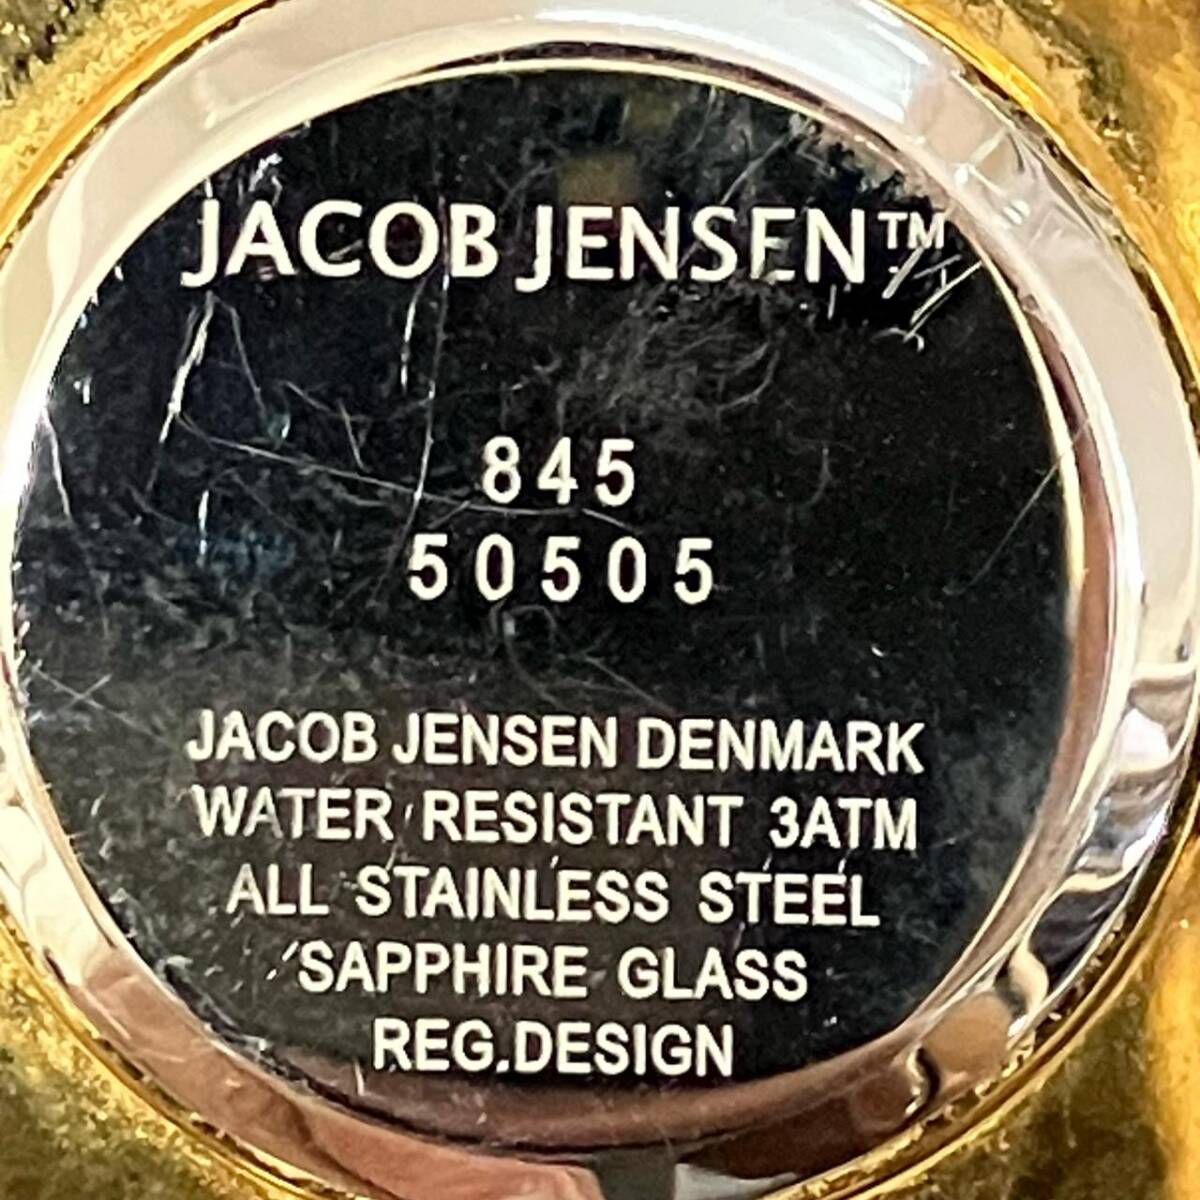 JACOB JENSEN™
845
50505
JACOB JENSEN DENMARK
WATER RESISTANT 3ATM
ALL STAINLESS STEEL
SAPPHIRE GLASS
REG.DESIGN